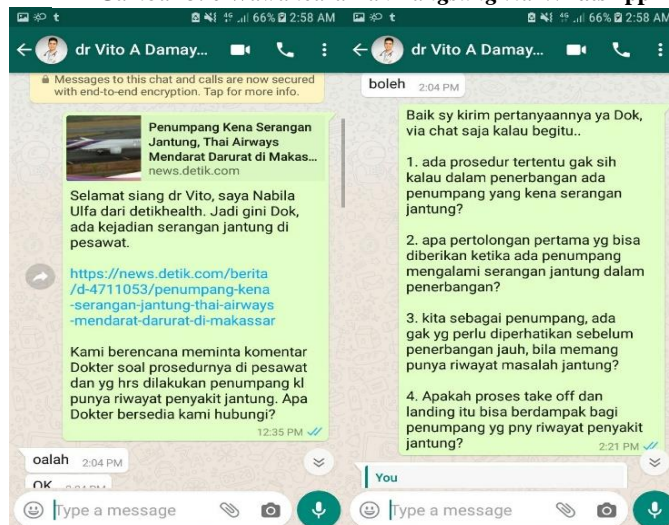 66% 2:58 AM
dr Vito A Damay...
Messages to this chat and calls are now secured
with end-to-end encryption. Tap for more info.
Penumpang Kena Serangan
Jantung, Thai Airways
Mendarat Darurat di Makas...
news.detik.com
Selamat siang dr Vito, saya Nabila
Ulfa dari detikhealth. Jadi gini Dok,
ada kejadian serangan jantung di
pesawat.
https://news.detik.com/berita
/d-4711053/penumpang-kena
-serangan-jantung-thai-airways
-mendarat-darurat-di-makassar
Kami berencana meminta komentar
Dokter soal prosedurnya di pesawat
dan yg hrs dilakukan penumpang kl
punya riwayat penyakit jantung. Apa
Dokter bersedia kami hubungi?
12:35 PM
oalah 2:04 PM
OK
Type a message
66% 2:58 AM
dr Vito A Damay...
boleh 2:04 PM
Baik sy kirim pertanyaannya ya Dok,
via chat saja kalau begitu..
1. ada prosedur tertentu gak sih
kalau dalam penerbangan ada
penumpang yang kena serangan
jantung?
2. apa pertolongan pertama yg bisa
diberikan ketika ada penumpang
mengalami serangan jantung dalam
penerbangan?
3. kita sebagai penumpang, ada
gak yg perlu diperhatikan sebelum
penerbangan jauh, bila memang
punya riwayat masalah jantung?
4. Apakah proses take off dan
landing itu bisa berdampak bagi
penumpang yg pny riwayat penyakit
jantung?
2:21 PM
You
Type a message